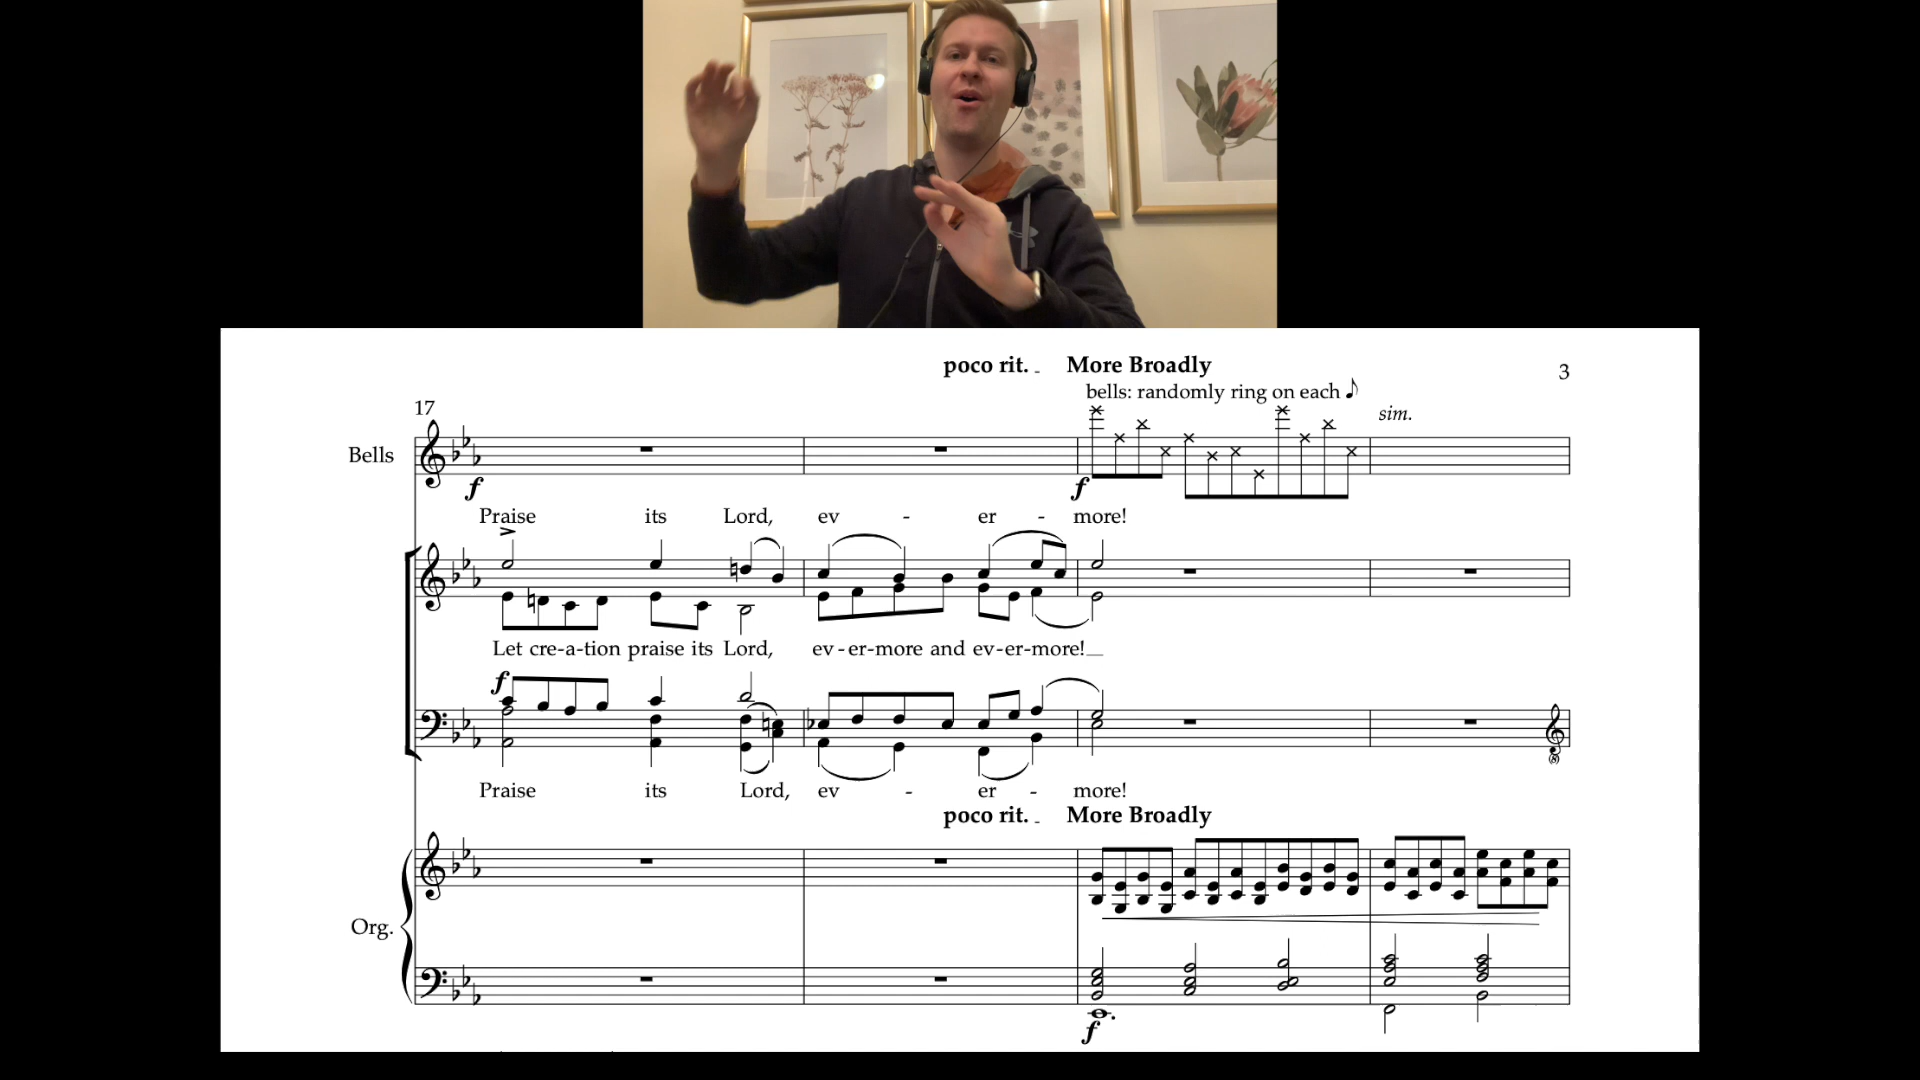 poco rit. More Broadly
3
bells: randomly ring on each ♪
17
sim.
Bells
f
f
Praise its Lord, ev - er - more!
Let cre-a-tion praise its Lord, ev-er-more and ev-er-more!
f
Praise its Lord, ev - er - more!
poco rit. More Broadly
Org.
f